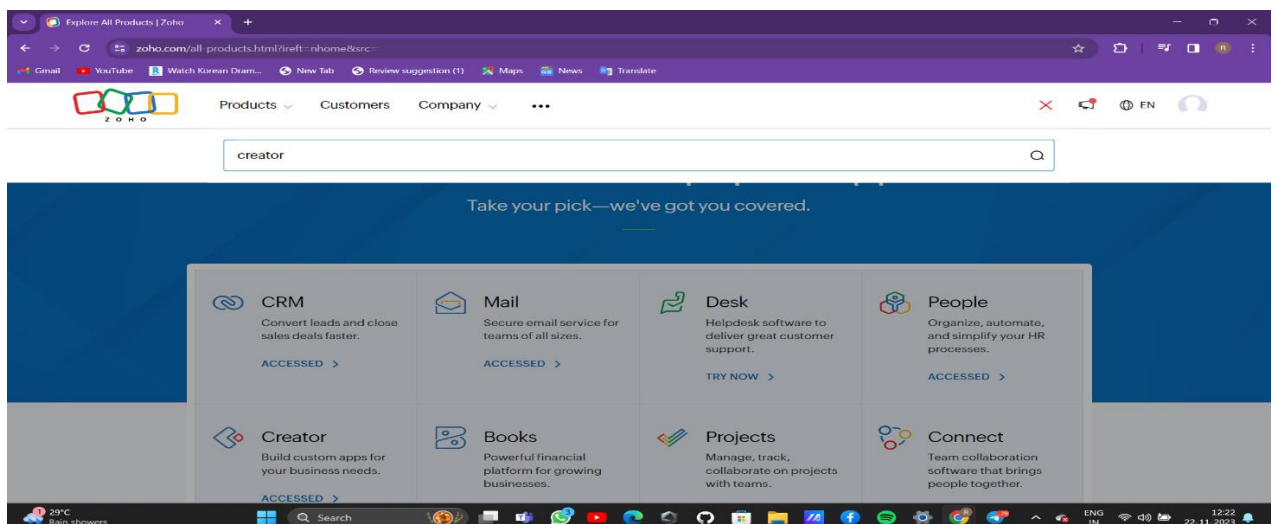 Explore All Products | Zoho
zoho.com/all-products.html?ireft=nhome&src=
Gmail YouTube Watch Korean Dram... New Tab Review suggestion (1) Maps News Translate
ZOHO Products Customers Company ••• EN
creator
Take your pick—we've got you covered.
CRM
Convert leads and close
sales deals faster.
ACCESSED >
Mail
Secure email service for
teams of all sizes.
ACCESSED >
Desk
Helpdesk software to
deliver great customer
support.
TRY NOW >
People
Organize, automate,
and simplify your HR
processes.
ACCESSED >
Creator
Build custom apps for
your business needs.
ACCESSED >
Books
Powerful financial
platform for growing
businesses.
Projects
Manage, track,
collaborate on projects
with teams.
Connect
Team collaboration
software that brings
people together.
1 29°C
Rain showers
Search
ENG
IN
12:22
22-11-2023